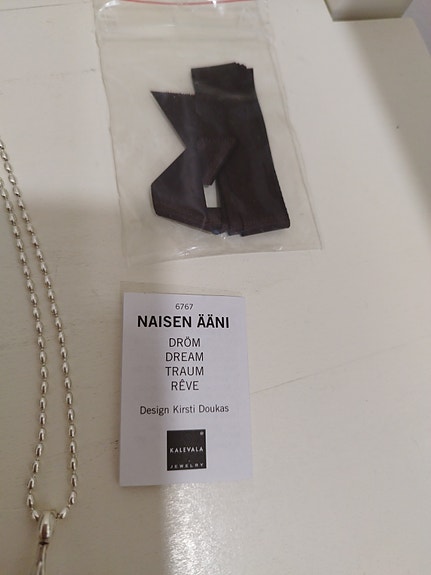 6767
NAISEN ÄÄNI
DRÖM
DREAM
TRAUM
RÊVE
Design Kirsti Doukas
®
KALEVALA
JEWELRY